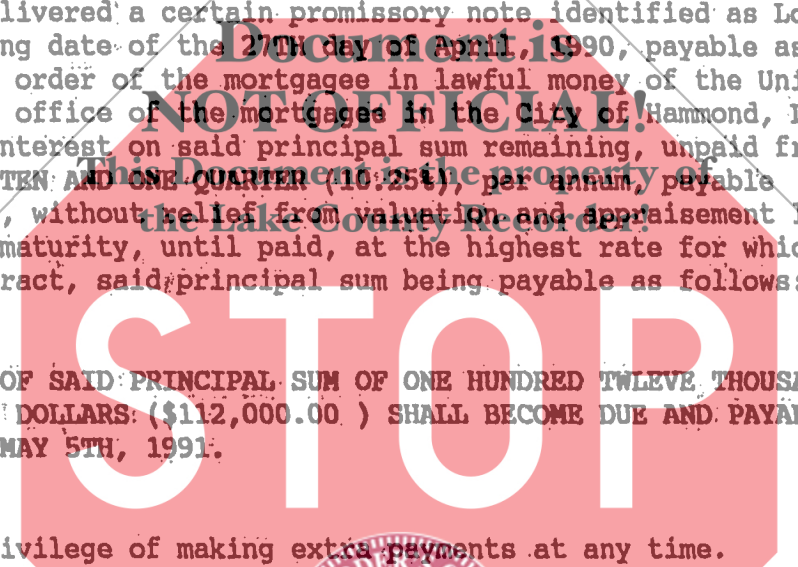 livered a certain promissory note identified as Lo
ng date of the 27TH day of April, 1990, payable as
order of the mortgagee in lawful money of the Uni
office of the mortgagee in the City of Hammond, I
nterest on said principal sum remaining, unpaid fr
TEN AND ONE QUARTER (10.25%), per annum, payable
, without relief from valuation and appraisement
maturity, until paid, at the highest rate for whic
ract, said principal sum being payable as follows:
OF SAID PRINCIPAL SUM OF ONE HUNDRED TWLEVE THOUSA
DOLLARS ($112,000.00 ) SHALL BECOME DUE AND PAYAB
MAY 5TH, 1991.
ivilege of making extra payments at any time.
Document is
NOT OFFICIAL!
This Document is the property of
the Lake County Recorder!
STOP